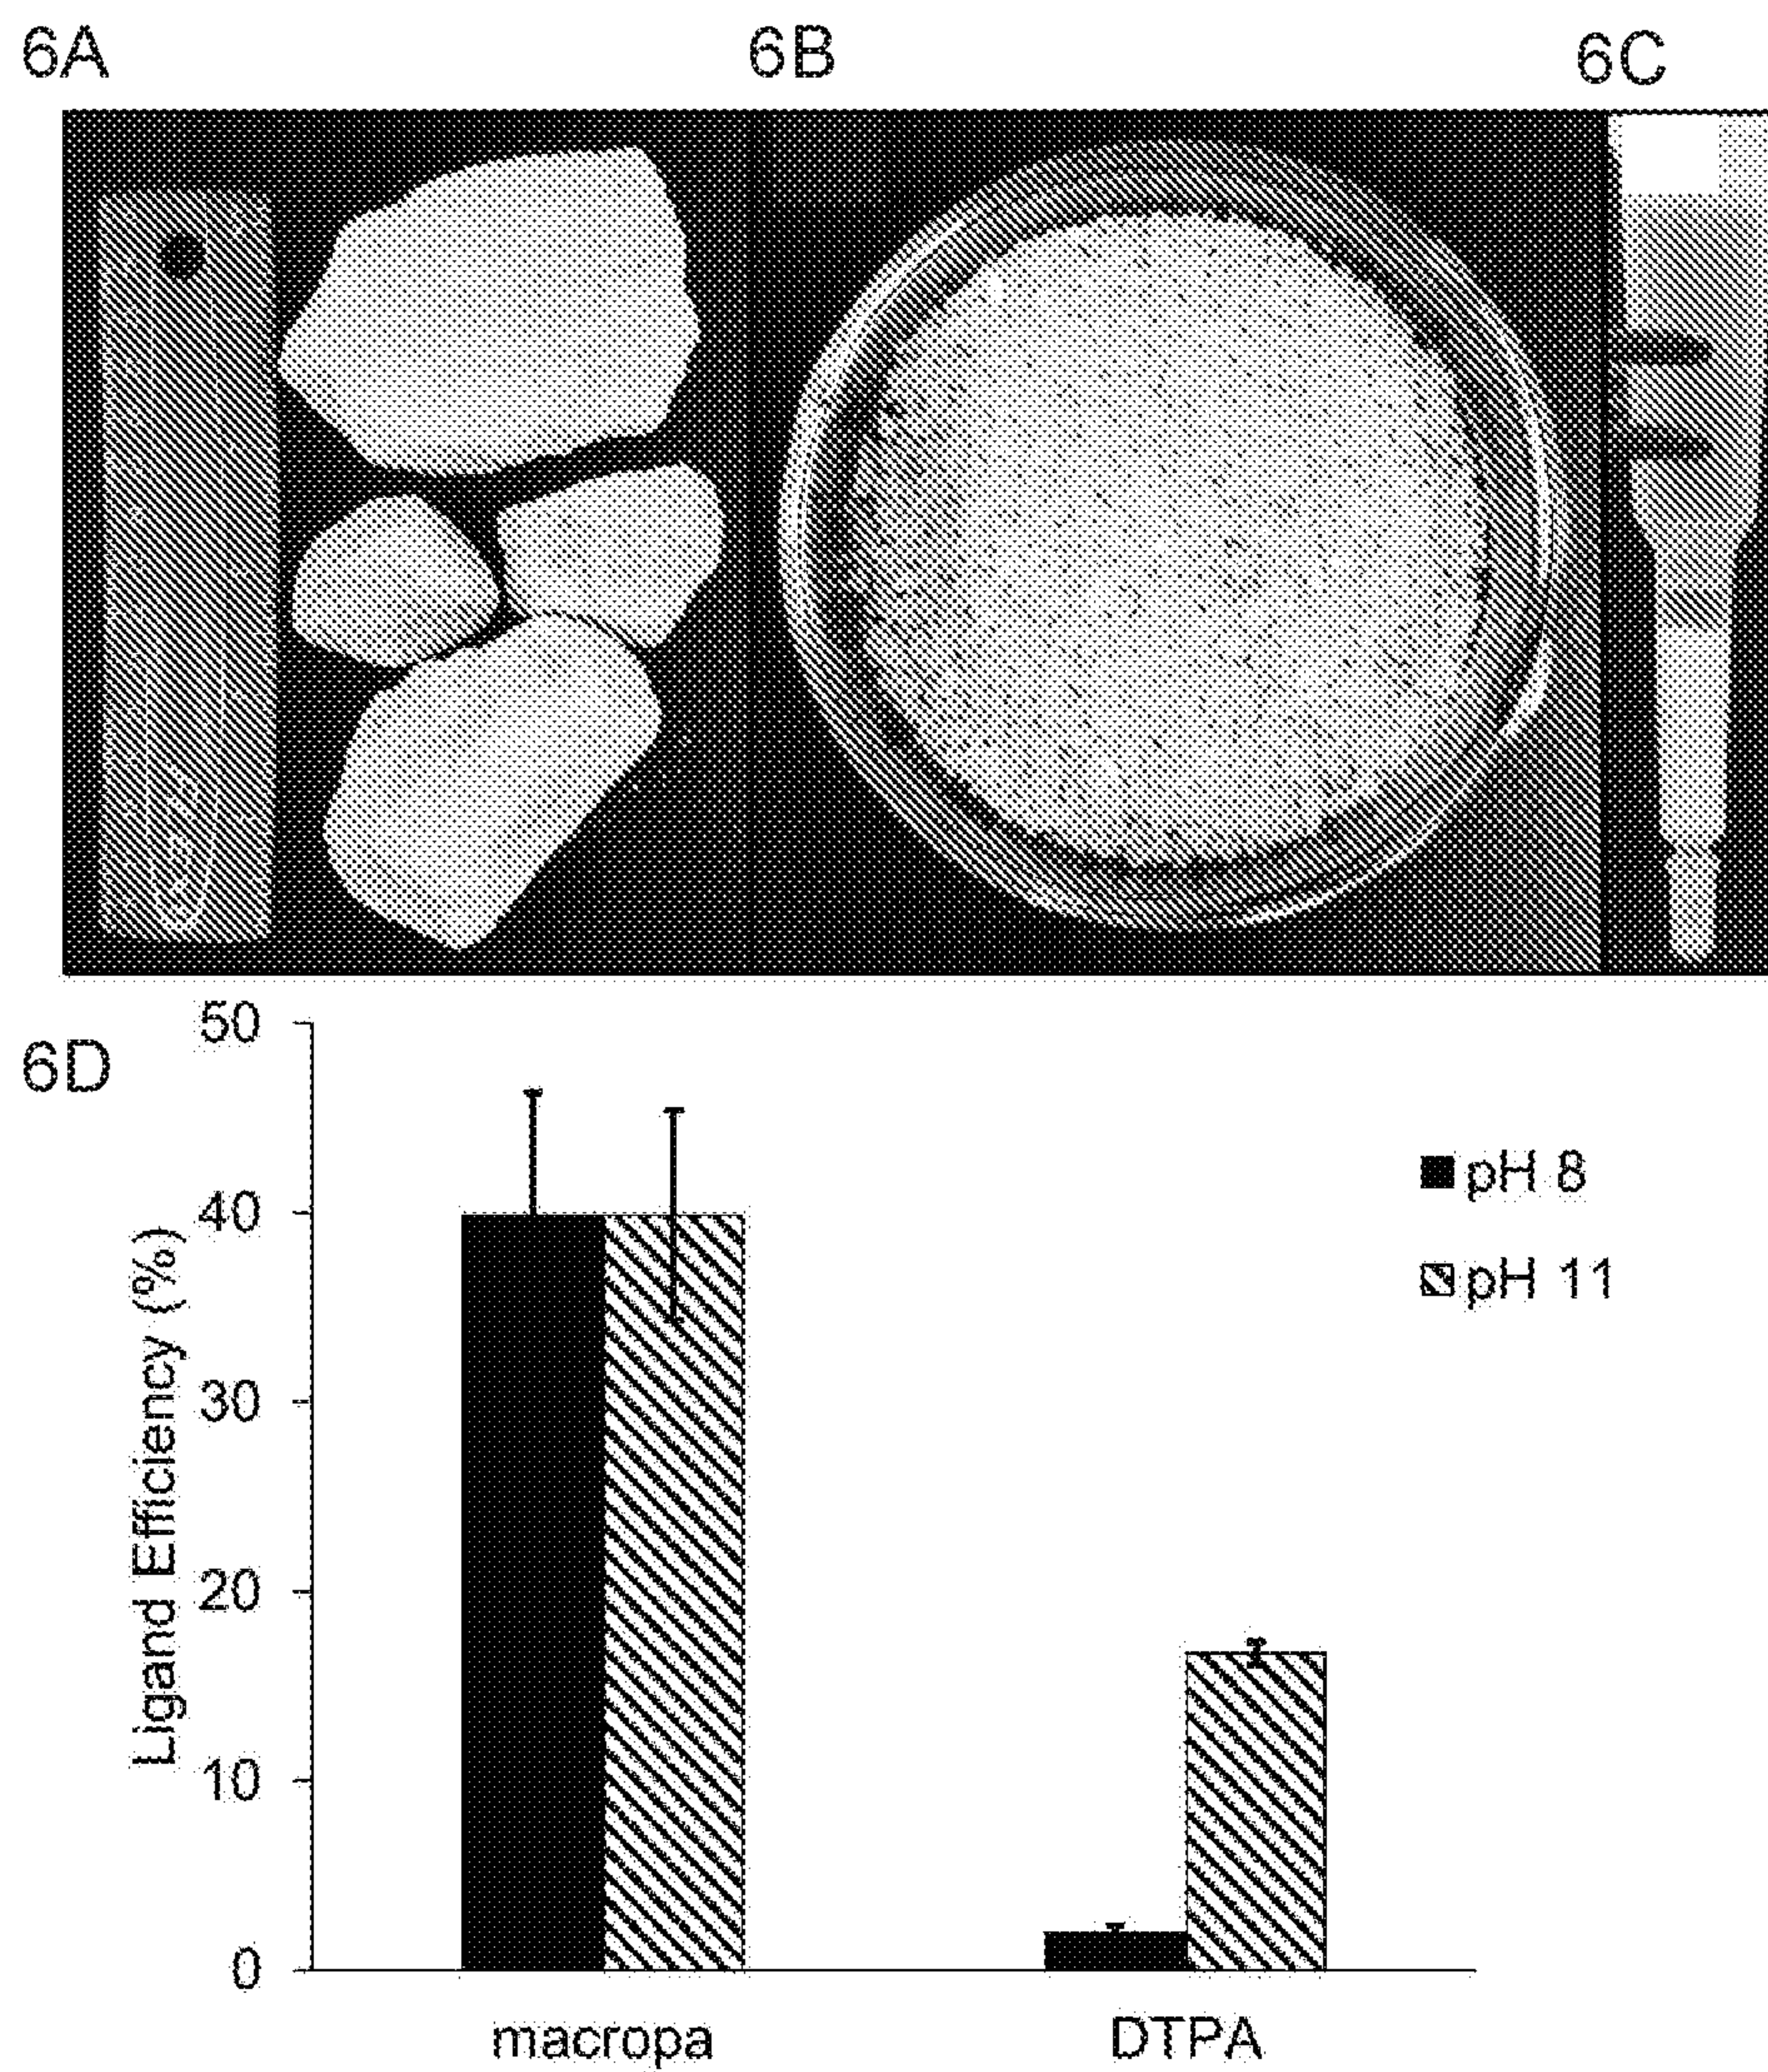 6A
6B
6C
6D
50
40
30
20
10
0
Ligand Efficiency (%)
pH 8
pH 11
macropa
DTPA